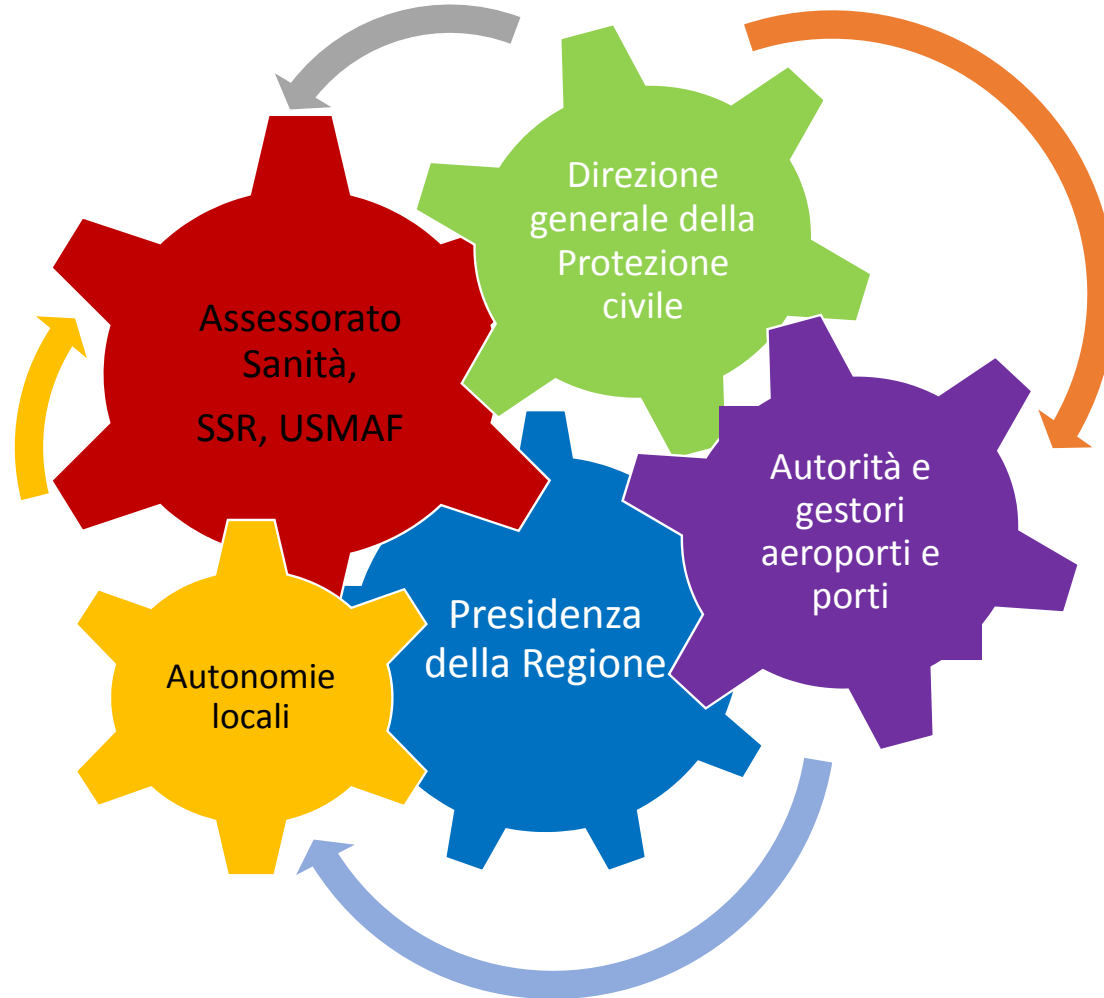 Direzione
generale della
Protezione
civile
Assessorato
Sanità,
SSR, USMAF
Autorità e
gestori
aeroporti e
porti
Presidenza
della Regione
Autonomie
locali